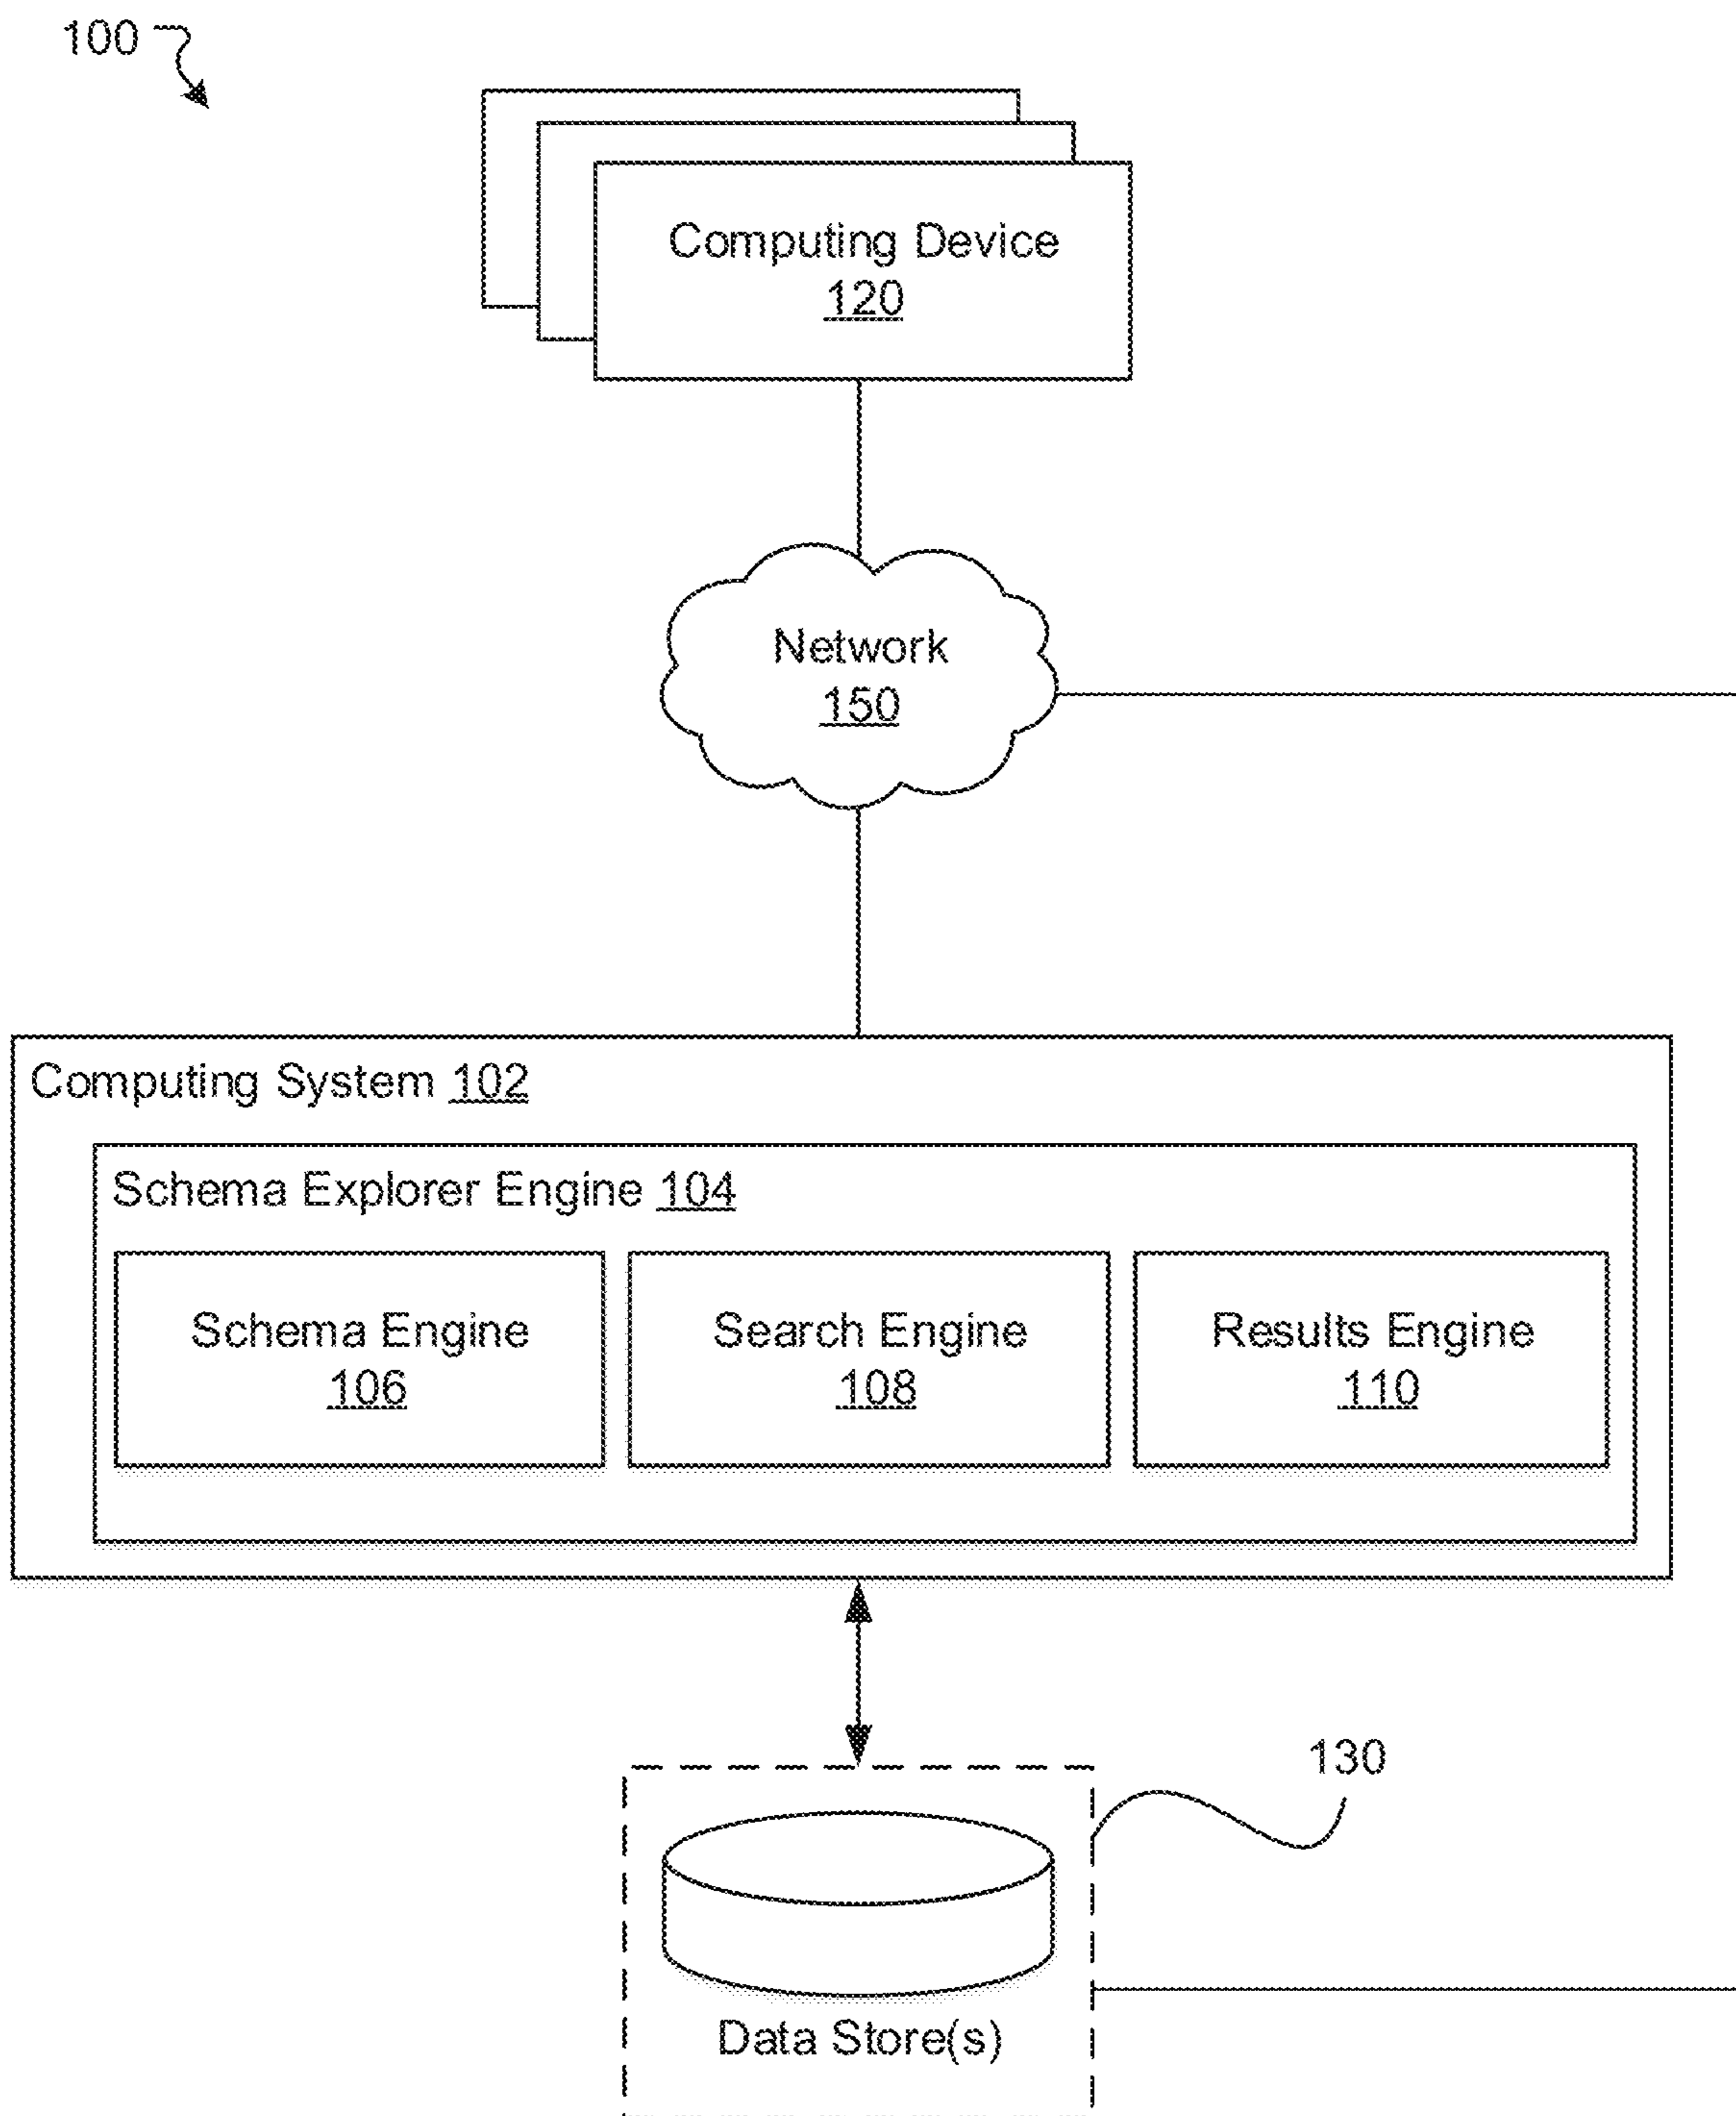 100
Computing Device
120
Network
150
Computing System 102
Schema Explorer Engine 104
Schema Engine
106
Search Engine
108
Results Engine
110
130
Data Store(s)